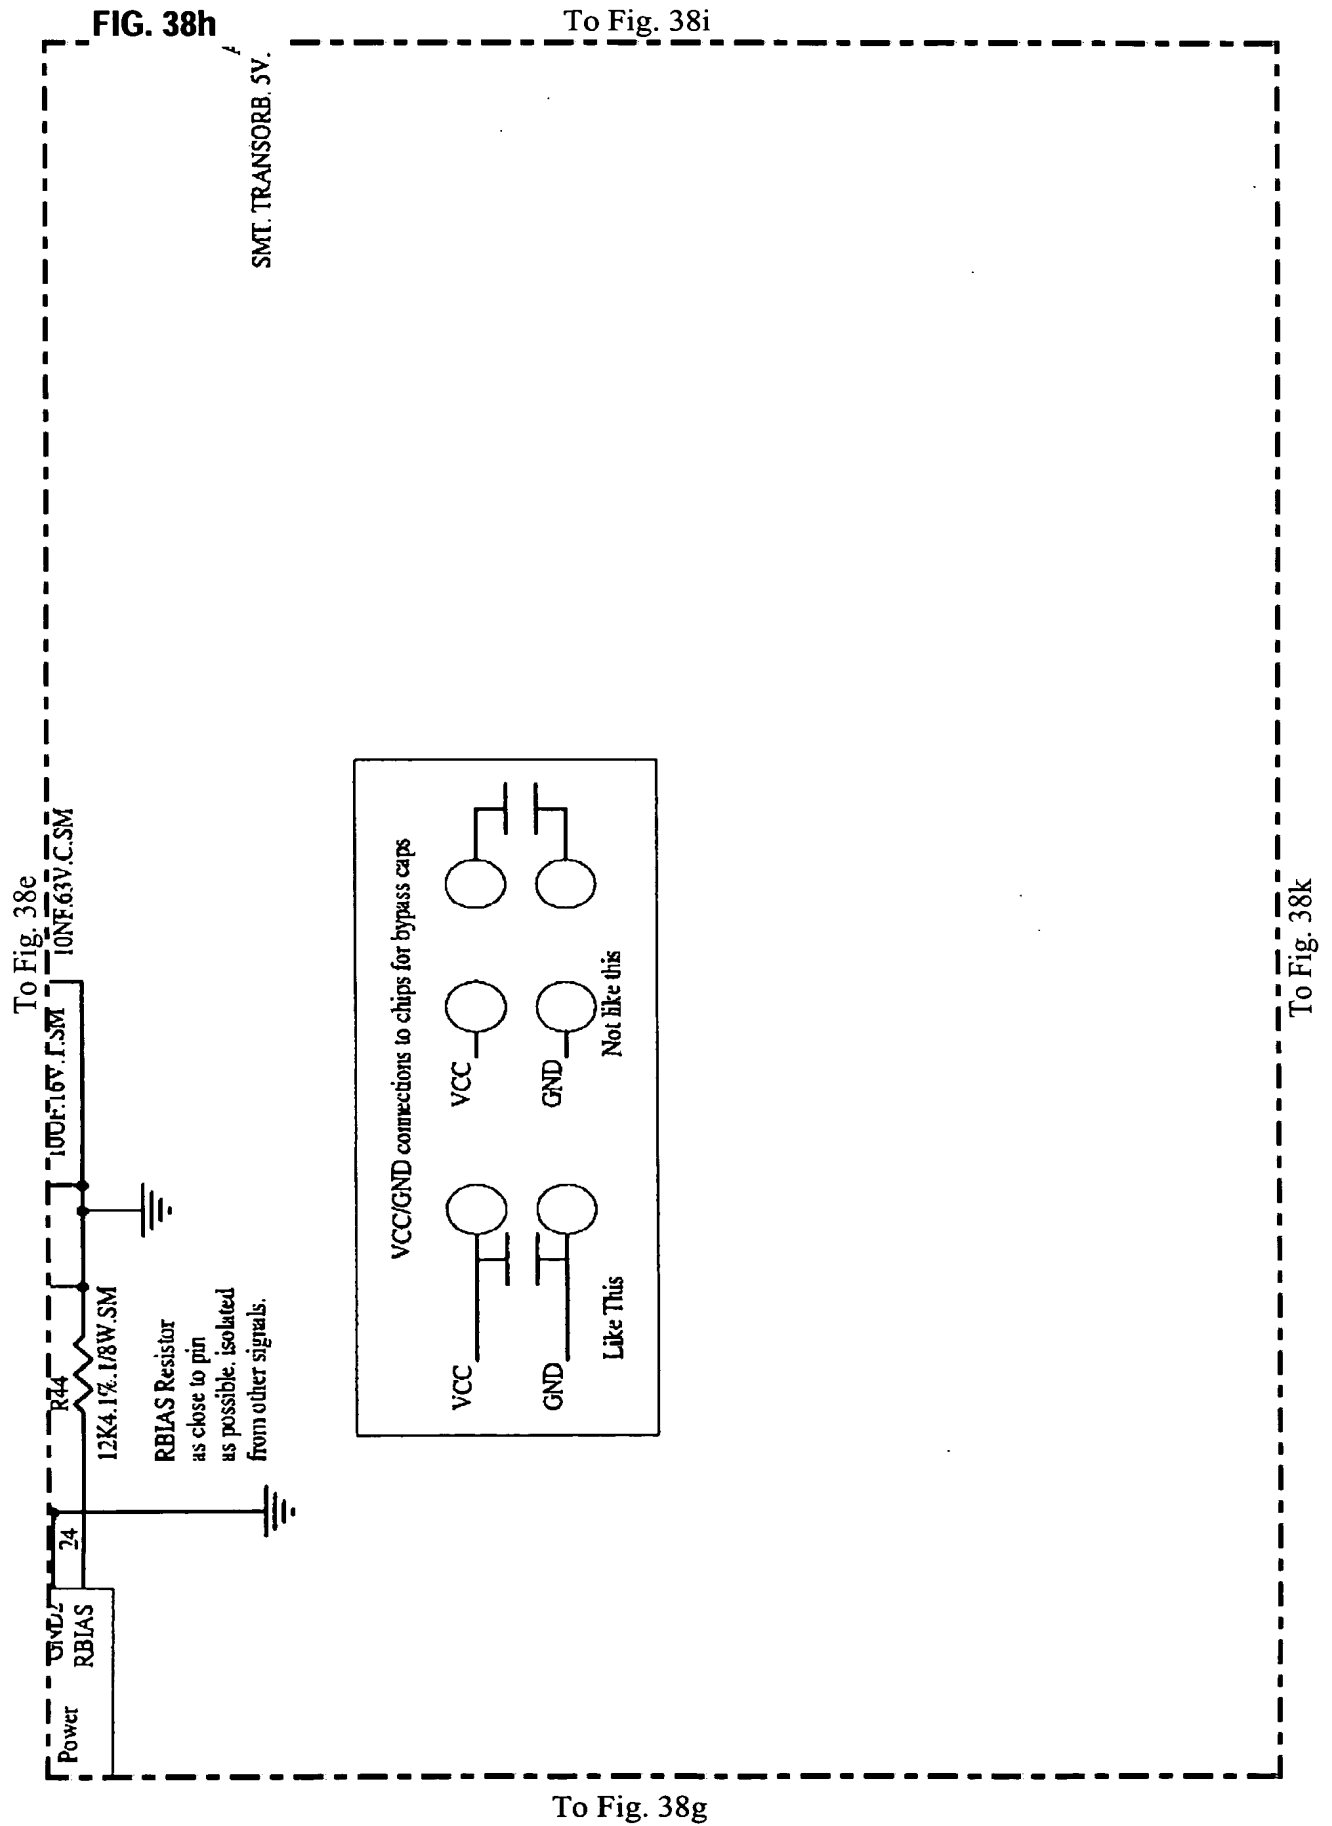 FIG. 38h
To Fig. 38i
SMT. TRANSORB. 5V.
To Fig. 38e
10NF.63V.C.SM
10UF.16V.T.SM
R44
12K4.1%.1/8W.SM
RBIAS Resistor
as close to pin
as possible. isolated
from other signals.
24
GND2
RBIAS
Power
VCC/GND connections to chips for bypass caps
VCC
GND
Like This
VCC
GND
Not like this
To Fig. 38k
To Fig. 38g